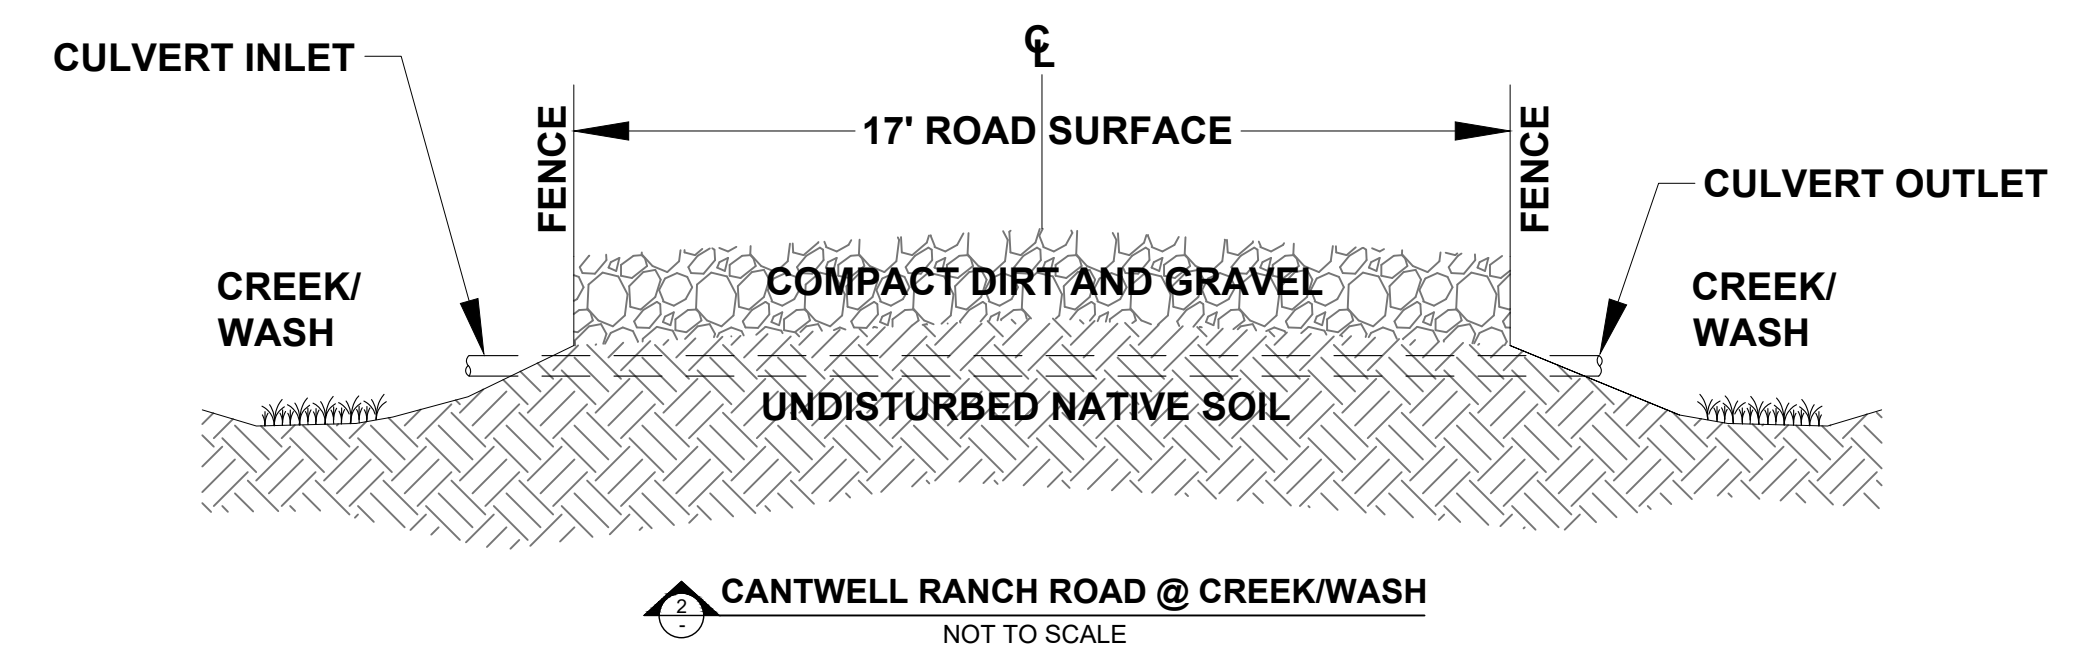 ℄
CULVERT INLET
17' ROAD SURFACE
FENCE
FENCE
CULVERT OUTLET
CREEK/
WASH
COMPACT DIRT AND GRAVEL
CREEK/
WASH
UNDISTURBED NATIVE SOIL
2
-
CANTWELL RANCH ROAD @ CREEK/WASH
NOT TO SCALE